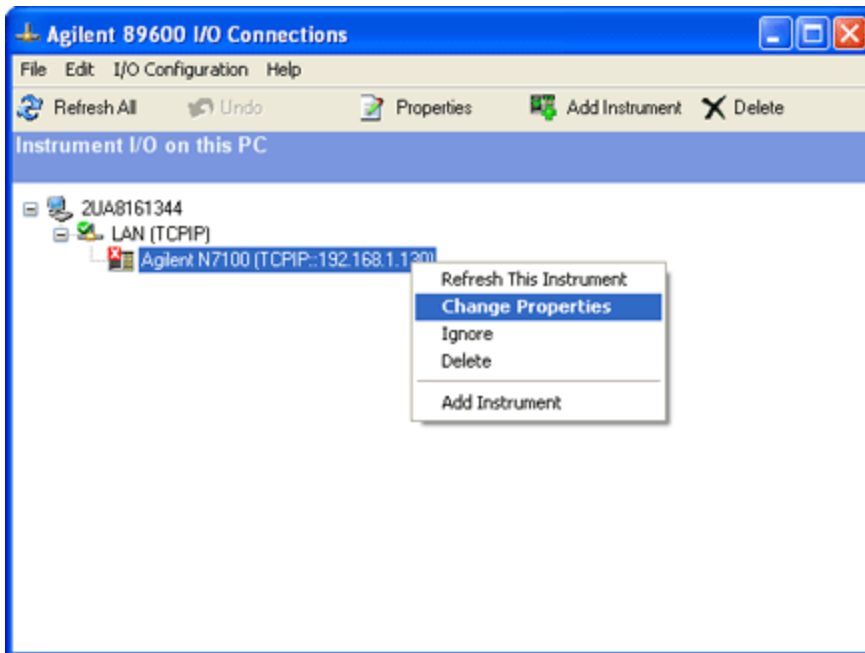 Agilent 89600 I/O Connections
File Edit I/O Configuration Help
Refresh All Undo Properties Add Instrument Delete
Instrument I/O on this PC
2UA8161344
LAN (TCPIP)
Agilent N7100 (TCPIP::192.168.1.130)
Refresh This Instrument
Change Properties
Ignore
Delete
Add Instrument